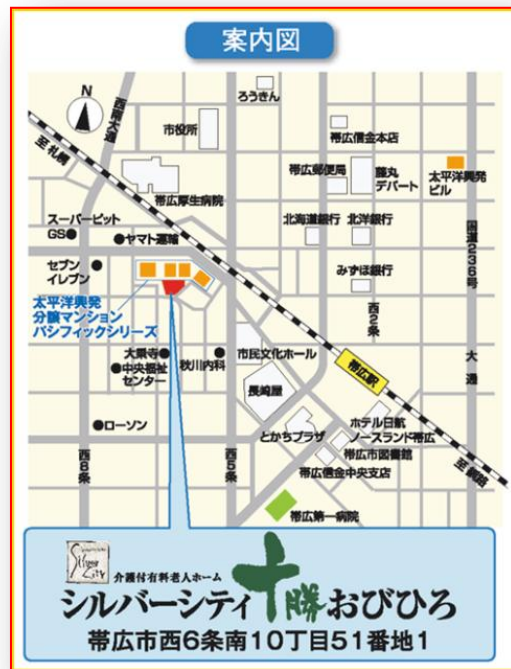 案内図
N
西南大通
ろうきん
市役所
帯広信金本店
至札幌
帯広郵便局
藤丸
デパート
太平洋興発
ビル
帯広厚生病院
スーパービット
GS
ヤマト運輸
北海道銀行
北洋銀行
国道236号
セブン
イレブン
みずほ銀行
太平洋興発
分譲マンション
パシフィックシリーズ
西2条
大乗寺
中央福祉
センター
秋川内科
市民文化ホール
大通
帯広駅
長崎屋
ローソン
とかちプラザ
ホテル日航
ノースランド帯広
帯広市図書館
帯広信金中央支店
西8条
西5条
至釧路
帯広第一病院
Silver City
介護付有料老人ホーム
シルバーシティ十勝おびひろ
帯広市西6条南10丁目51番地1